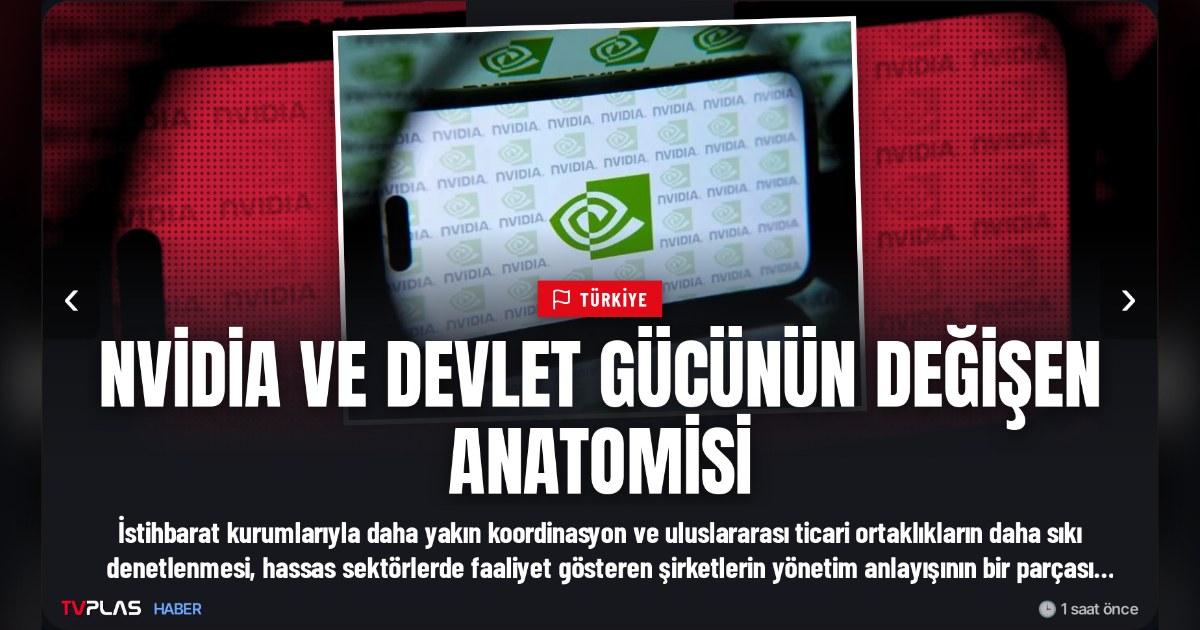 NVIDIA
TÜRKİYE
NVİDİA VE DEVLET GÜCÜNÜN DEĞİŞEN
ANATOMİSİ
İstihbarat kurumlarıyla daha yakın koordinasyon ve uluslararası ticari ortaklıkların daha sıkı
denetlenmesi, hassas sektörlerde faaliyet gösteren şirketlerin yönetim anlayışının bir parçası...
TVPLAS HABER
1 saat önce